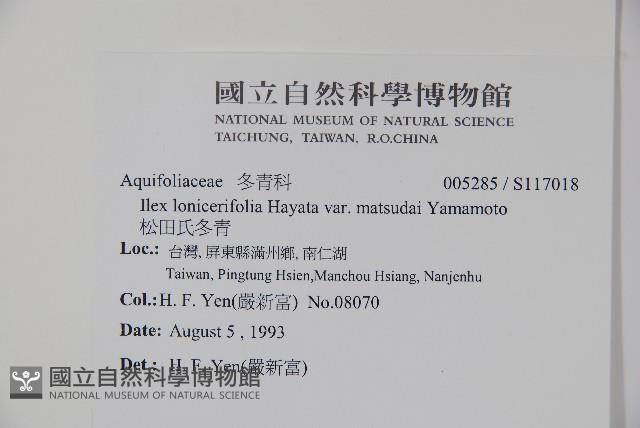 國立自然科學博物館
NATIONAL MUSEUM OF NATURAL SCIENCE
TAICHUNG, TAIWAN, R.O.CHINA
Aquifoliaceae 冬青科 005285 / S117018
Ilex lonicerifolia Hayata var. matsudai Yamamoto
松田氏冬青
Loc.: 台灣, 屏東縣滿州鄉, 南仁湖
Taiwan, Pingtung Hsien,Manchou Hsiang, Nanjenhu
Col.: H. F. Yen(嚴新富) No.08070
Date: August 5 , 1993
Det.: H. F. Yen(嚴新富)
國立自然科學博物館
NATIONAL MUSEUM OF NATURAL SCIENCE